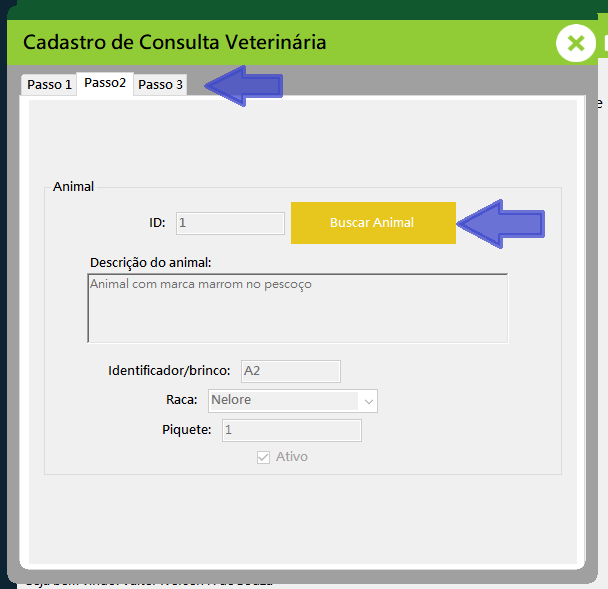 Cadastro de Consulta Veterinária
Passo 1 Passo2 Passo 3
e
Animal
ID: 1 Buscar Animal
Descrição do animal:
Animal com marca marrom no pescoço
Identificador/brinco: A2
Raca: Nelore
Piquete: 1
Ativo